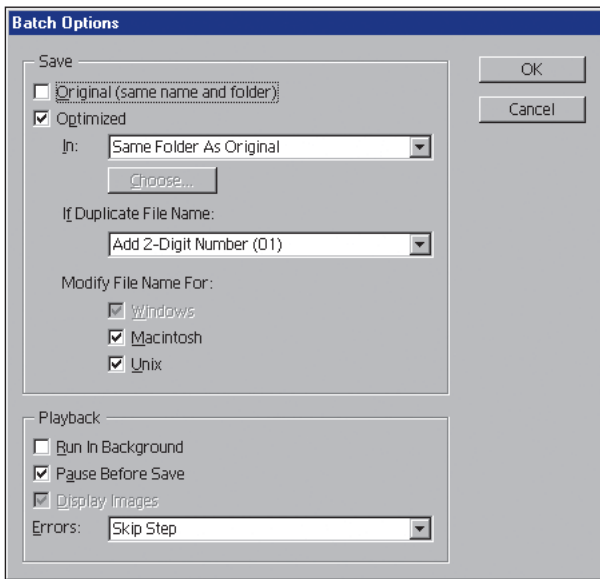 Batch Options
Save
Original (same name and folder)
Optimized
In: Same Folder As Original
Choose...
If Duplicate File Name:
Add 2-Digit Number (01)
Modify File Name For:
Windows
Macintosh
Unix
OK
Cancel
Playback
Run In Background
Pause Before Save
Display Images
Errors: Skip Step